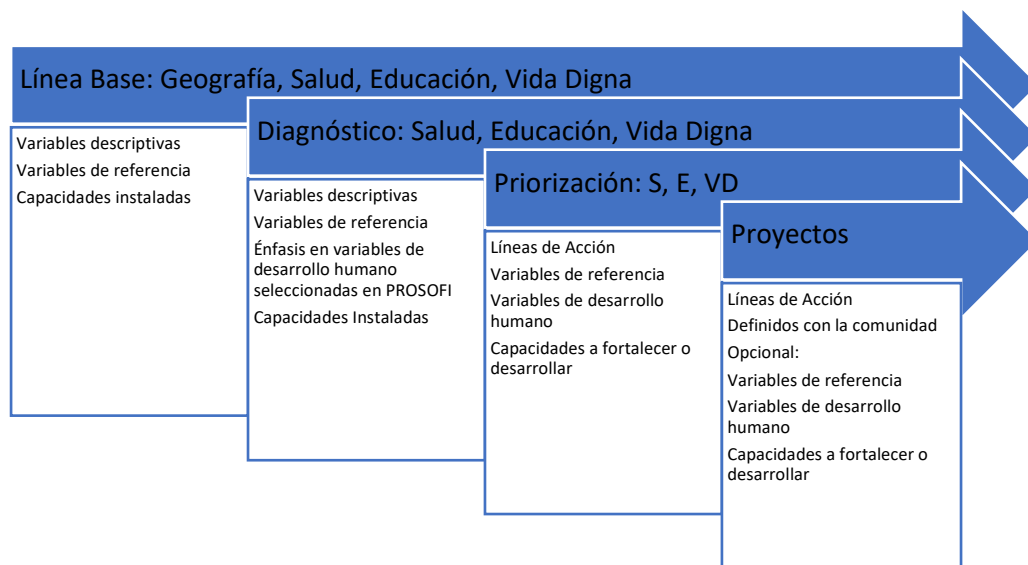 Línea Base: Geografía, Salud, Educación, Vida Digna
Variables descriptivas
Variables de referencia
Capacidades instaladas
Diagnóstico: Salud, Educación, Vida Digna
Variables descriptivas
Variables de referencia
Énfasis en variables de
desarrollo humano
seleccionadas en PROSOFI
Capacidades Instaladas
Priorización: S, E, VD
Líneas de Acción
Variables de referencia
Variables de desarrollo
humano
Capacidades a fortalecer o
desarrollar
Proyectos
Líneas de Acción
Definidos con la comunidad
Opcional:
Variables de referencia
Variables de desarrollo
humano
Capacidades a fortalecer o
desarrollar